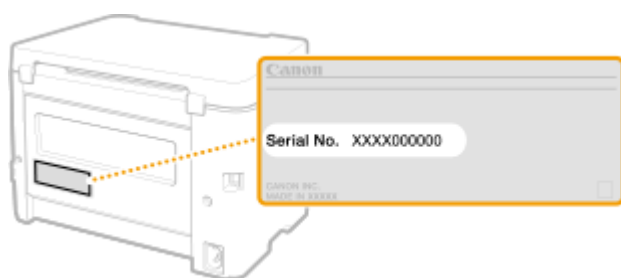 Canon
Serial No. XXXX000000
CANON INC.
MADE IN XXXXX